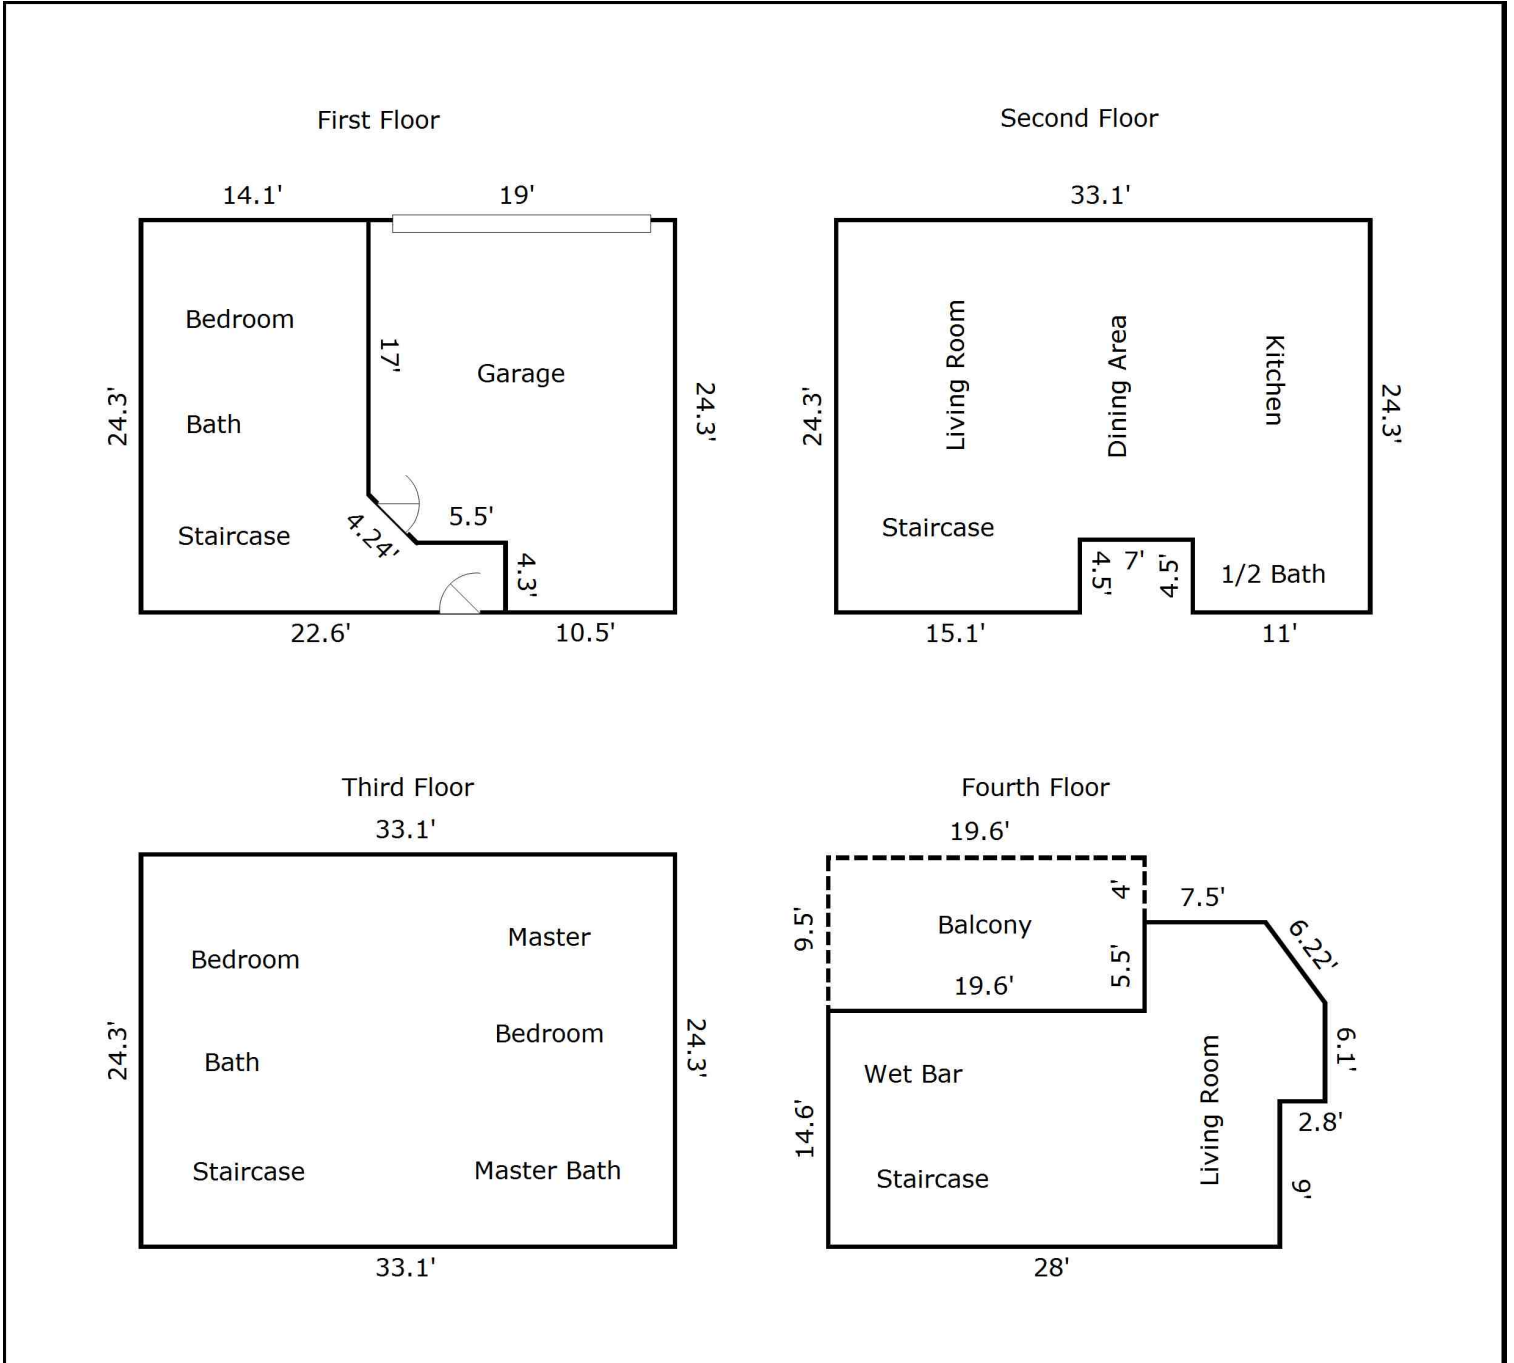 First Floor
14.1'
19'
Bedroom
17'
Garage
24.3'
Bath
24.3'
Staircase
4.24'
5.5'
4.3'
22.6'
10.5'
Second Floor
33.1'
Living Room
Dining Area
Kitchen
24.3'
24.3'
Staircase
4.5'
7'
4.5'
1/2 Bath
15.1'
11'
Third Floor
33.1'
Master
Bedroom
Bedroom
24.3'
24.3'
Bath
Staircase
Master Bath
33.1'
Fourth Floor
19.6'
4'
7.5'
9.5'
Balcony
6.22'
5.5'
19.6'
6.1'
Wet Bar
Living Room
14.6'
2.8'
Staircase
9'
28'